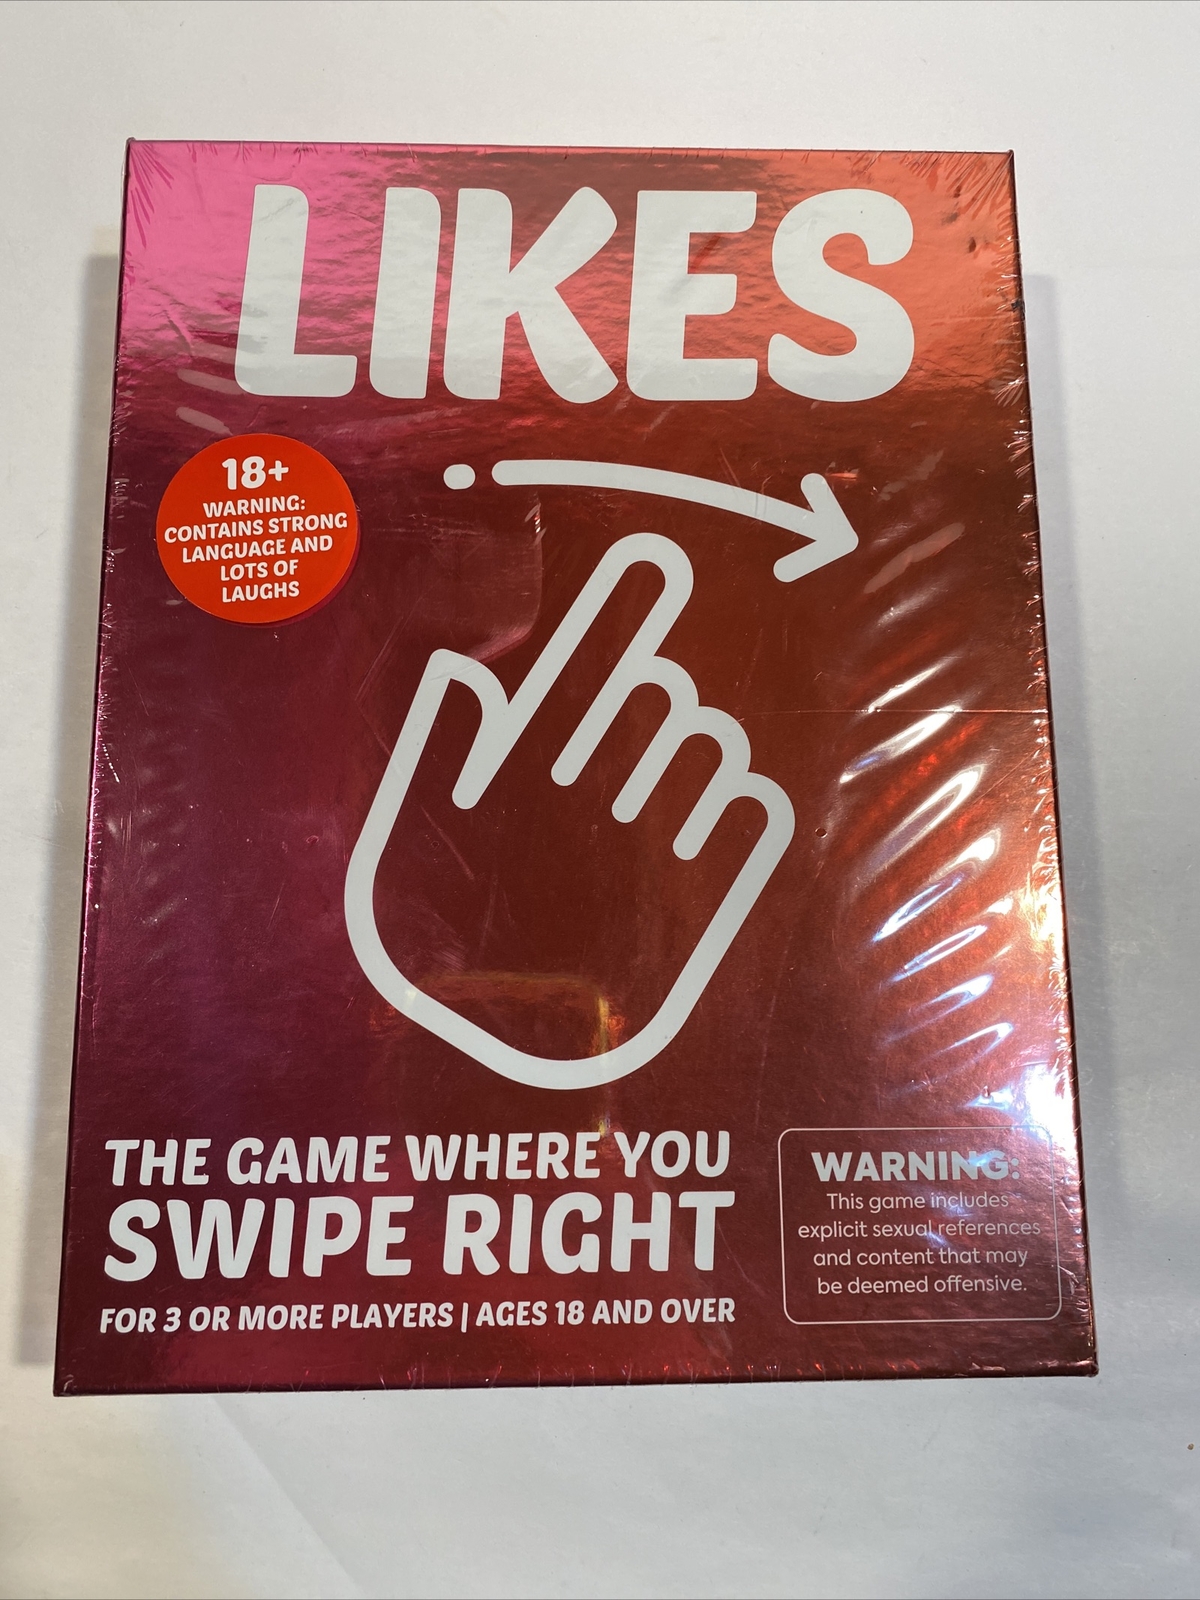 LIKES
18+
WARNING:
CONTAINS STRONG
LANGUAGE AND
LOTS OF
LAUGHS
THE GAME WHERE YOU
SWIPE RIGHT
FOR 3 OR MORE PLAYERS | AGES 18 AND OVER
WARNING:
This game includes
explicit sexual references
and content that may
be deemed offensive.